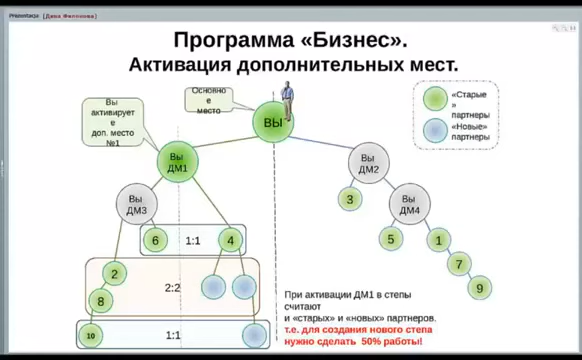 Prezentacja [Даша Филонова]
Программа «Бизнес».
Активация дополнительных мест.
Вы
активирует
е
доп. место
№1
Основно
е
место
ВЫ
«Старые
»
партнеры
«Новые»
партнеры
Вы
ДМ1
Вы
ДМ2
Вы
ДМ3
3
Вы
ДМ4
6
1:1
4
5
1
7
2
2:2
8
9
10
1:1
При активации ДМ1 в степы
считают
и «старых» и «новых» партнеров.
т.е. для создания нового степа
нужно сделать 50% работы!